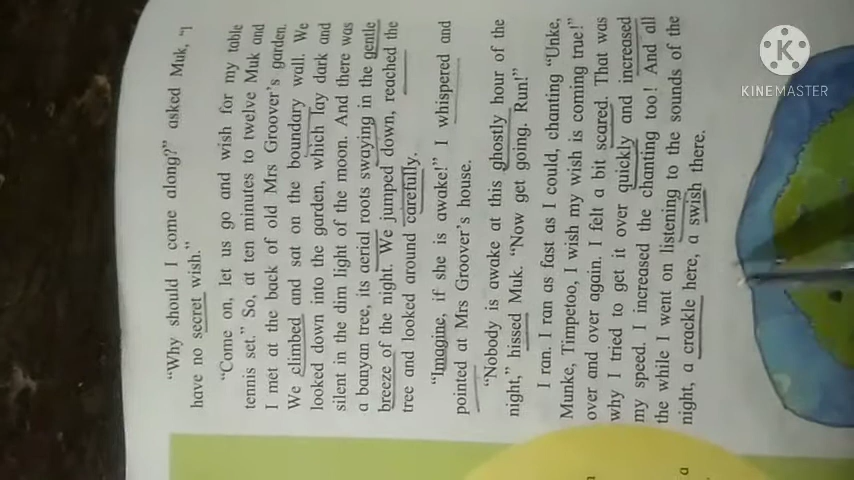 "Why should I come along?" asked Muk, "I
have no secret wish."
"Come on, let us go and wish for my table
tennis set." So, at ten minutes to twelve Muk and
I met at the back of old Mrs Groover's garden.
We climbed and sat on the boundary wall. We
looked down into the garden, which lay dark and
silent in the dim light of the moon. And there was
a banyan tree, its aerial roots swaying in the gentle
breeze of the night. We jumped down, reached the
tree and looked around carefully.
"Imagine, if she is awake!" I whispered and
pointed at Mrs Groover's house.
"Nobody is awake at this ghostly hour of the
night," hissed Muk. "Now get going. Run!"
I ran. I ran as fast as I could, chanting "Unke,
Munke, Timpetoo, I wish my wish is coming true!"
over and over again. I felt a bit scared. That was
why I tried to get it over quickly and increased
my speed. I increased the chanting too! And all
the while I went on listening to the sounds of the
night, a crackle here, a swish there.
a
KINEMASTER